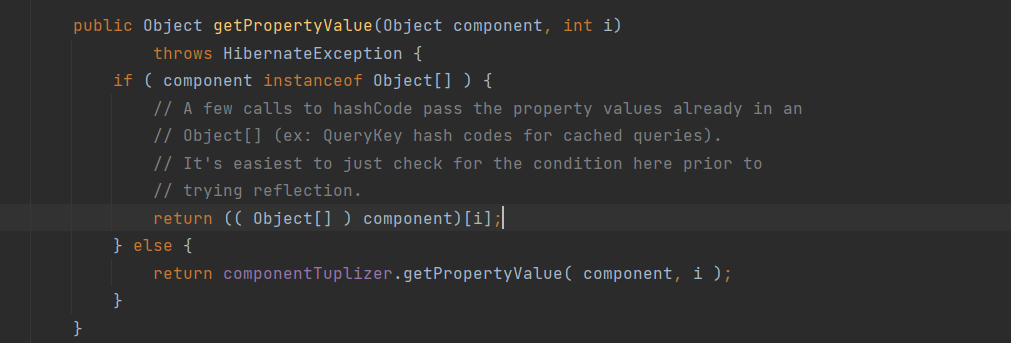 public Object getPropertyValue(Object component, int i)
throws HibernateException {
if ( component instanceof Object[] ) {
// A few calls to hashCode pass the property values already in an
// Object[] (ex: QueryKey hash codes for cached queries).
// It's easiest to just check for the condition here prior to
// trying reflection.
return (( Object[] ) component)[i];
} else {
return componentTuplizer.getPropertyValue( component, i );
}
}